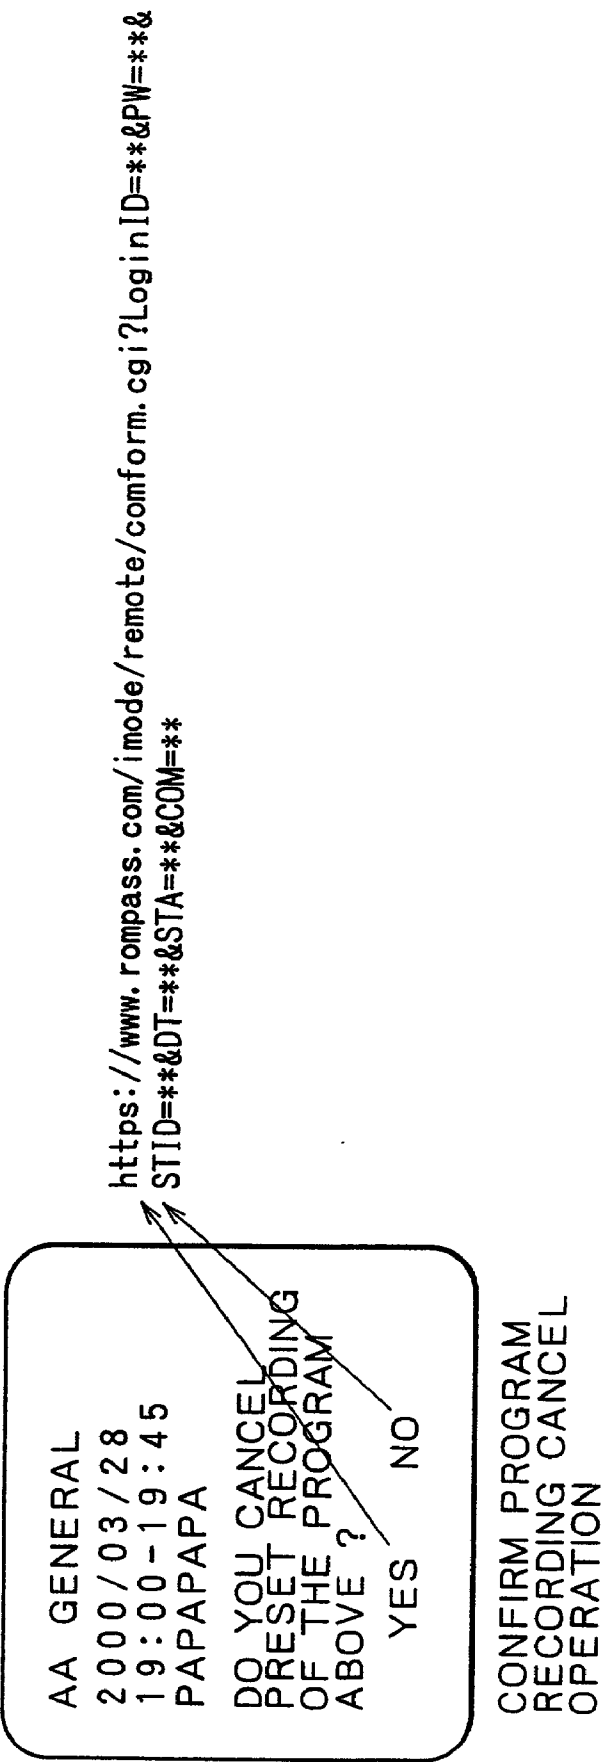 AA GENERAL
2000/03/28
19:00-19:45
PAPAPAPA
DO YOU CANCEL
PRESET RECORDING
OF THE PROGRAM
ABOVE ?
YES NO
https://www.rompass.com/imode/remote/comform.cgi?LoginID=**&PW=**&
STID=**&DT=**&STA=**&COM=**
CONFIRM PROGRAM
RECORDING CANCEL
OPERATION